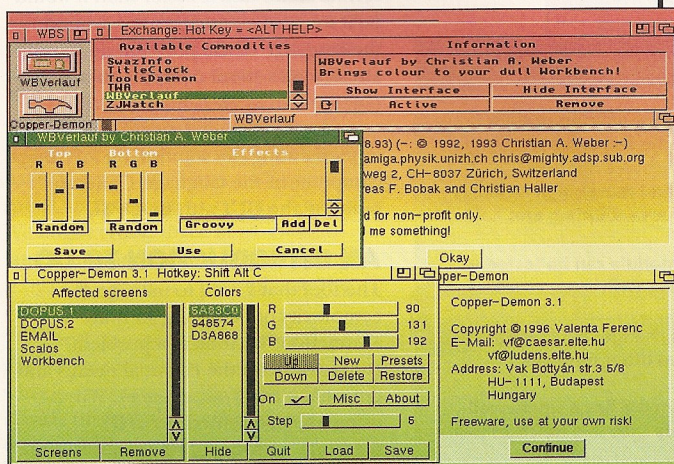 WBS
Exchange: Hot Key = <ALT HELP>
Available Commodities
Information
SwazInfo
TitleClock
ToolsDaemon
TWA
WBVerlauf
ZJWatch
WBVerlauf by Christian A. Weber
Brings colour to your dull Workbench!
Show Interface
Hide Interface
Active
Remove
WBVerlauf
Copper-Demon
WBVerlauf
WBVerlauf by Christian A. Weber
Top
Bottom
Effects
R G B
R G B
Random
Random
Groovy
Add
Del
Save
Use
Cancel
8.93) (-: © 1992, 1993 Christian A. Weber :-)
amiga.physik.unizh.ch chris@mighty.adsp.sub.org
weg 2, CH-8037 Zürich, Switzerland
eas F. Bobak and Christian Haller
d for non-profit only.
me something!
Okay
Copper-Demon 3.1 Hotkey: Shift Alt C
Affected screens
Colors
DOPUS.1
DOPUS.2
EMAIL
Scalos
Workbench
5A83C0
948574
D3A868
R
90
G
131
B
192
Up
New
Presets
Down
Delete
Restore
On
Misc
About
Step
5
Screens
Remove
Hide
Quit
Load
Save
per-Demon
Copper-Demon 3.1
Copyright © 1996 Valenta Ferenc
E-Mail: vf@caesar.elte.hu
vf@ludens.elte.hu
Address: Vak Bottyán str.3 5/8
HU-1111, Budapest
Hungary
Freeware, use at your own risk!
Continue